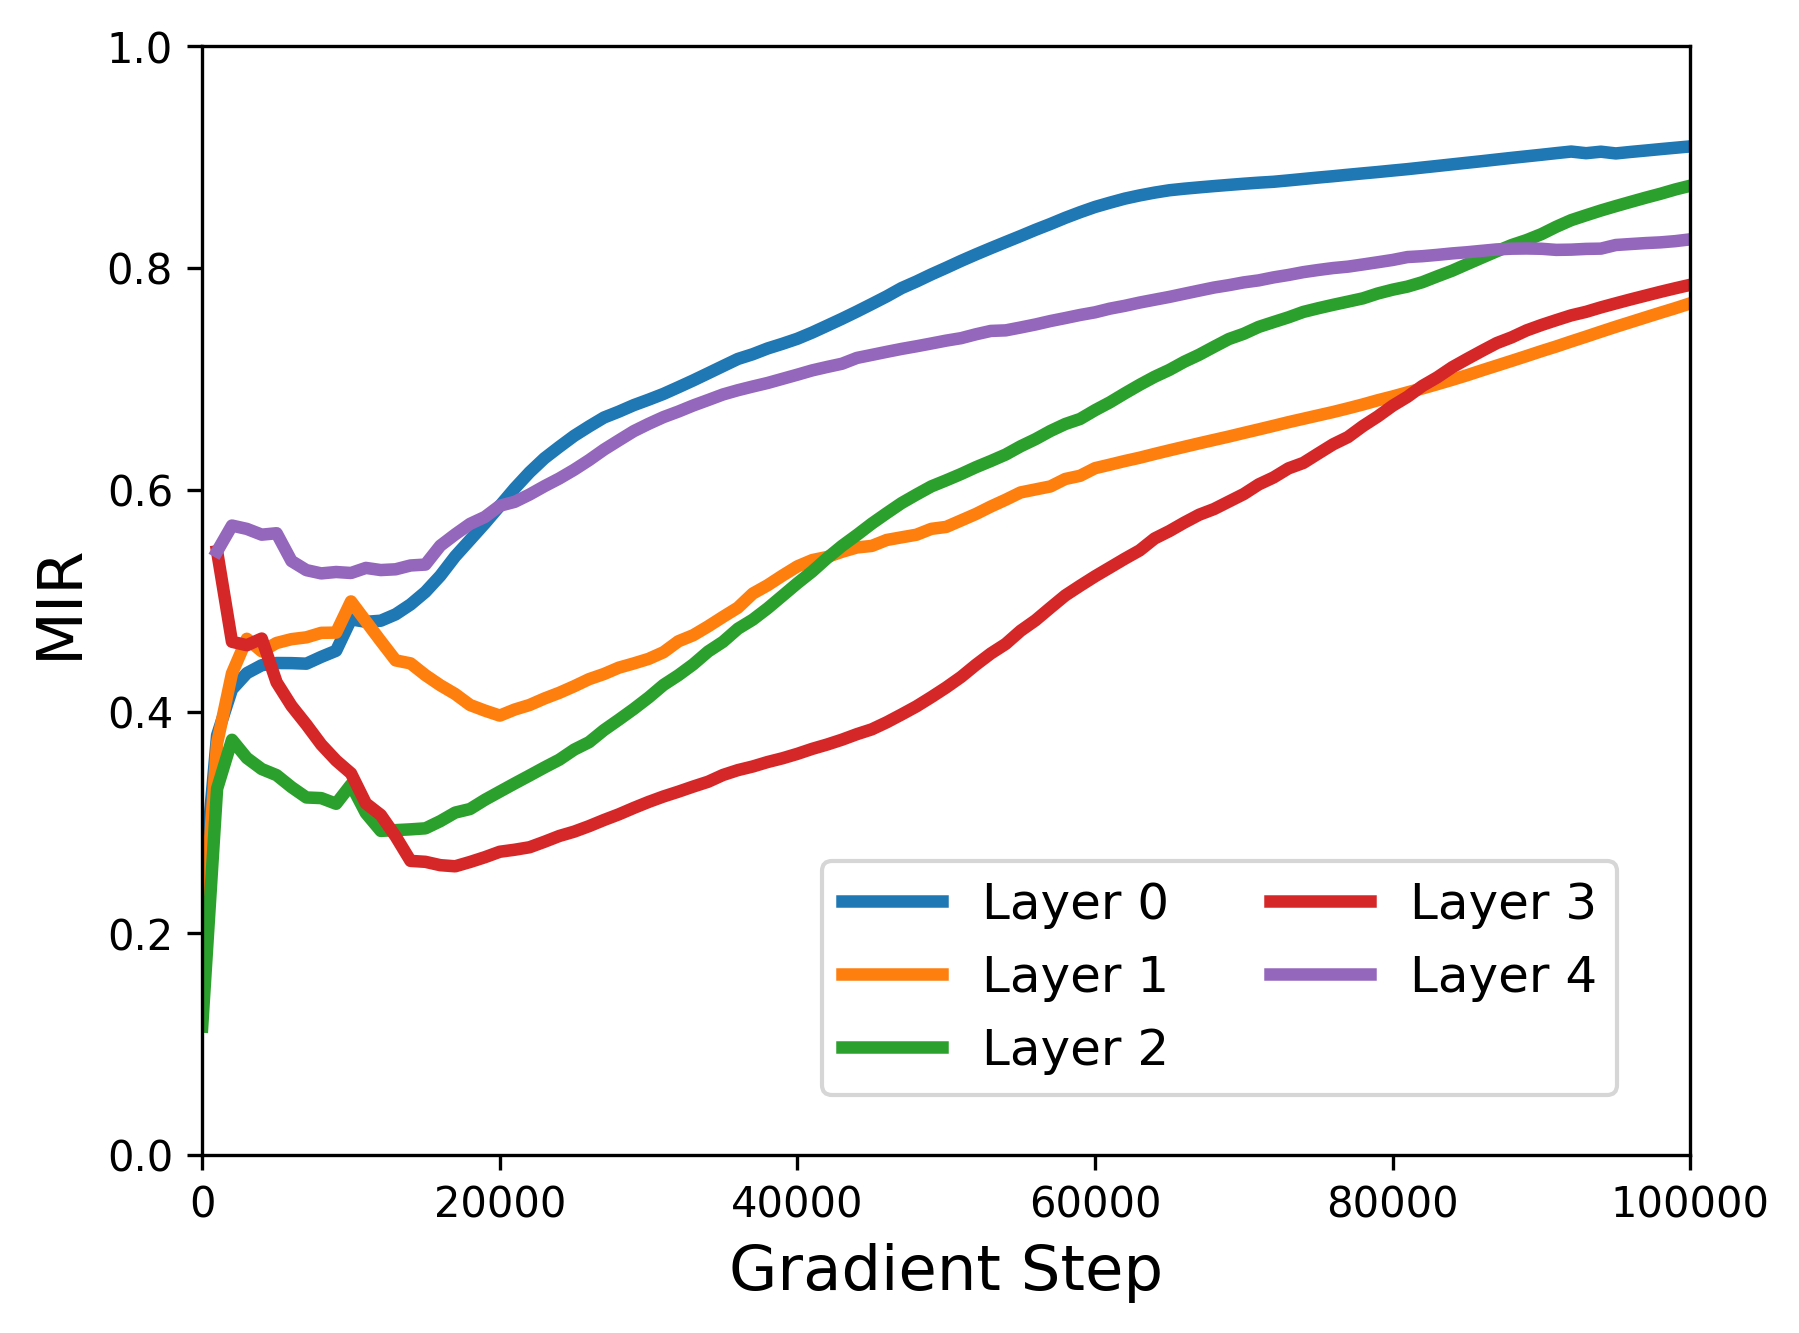 1.0
0.8
0.6
0.4
0.2
0.0
MIR
0 20000 40000 60000 80000 100000
Gradient Step
Layer 0
Layer 1
Layer 2
Layer 3
Layer 4